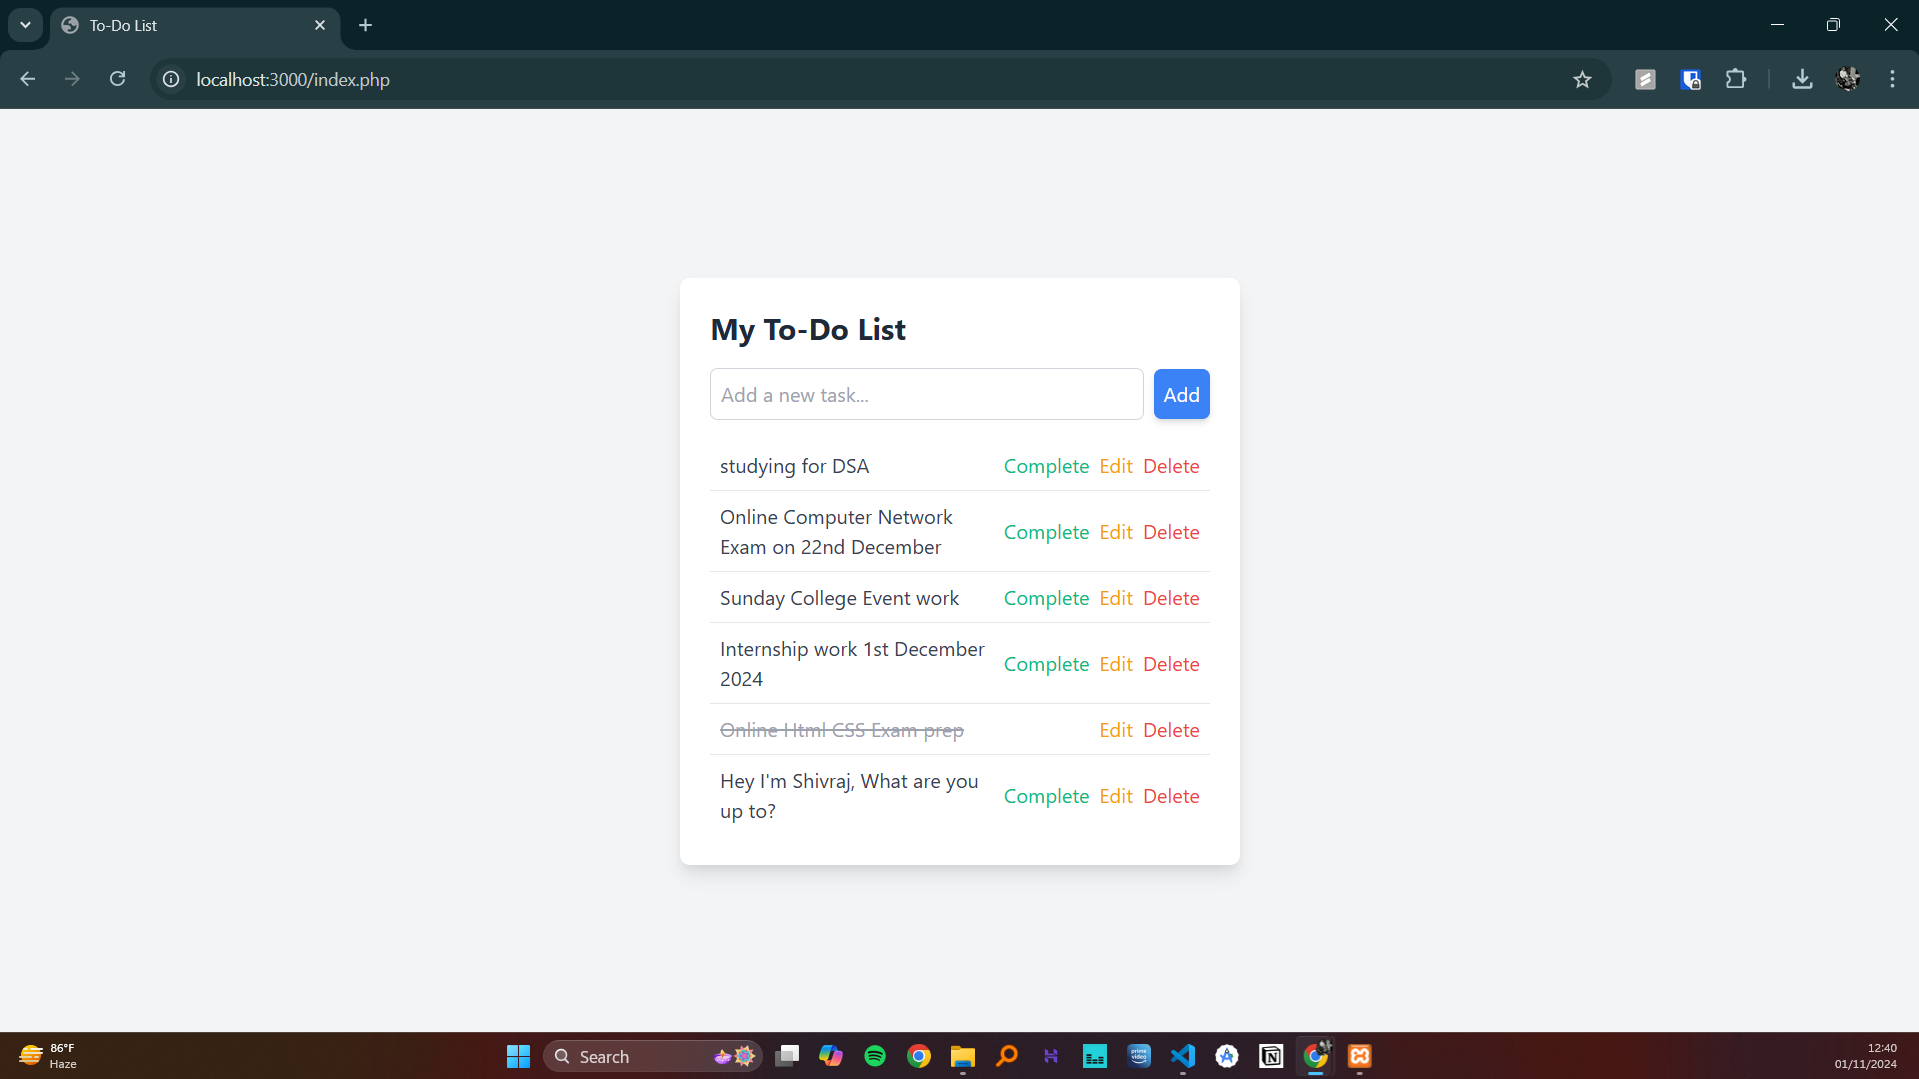 To-Do List
localhost:3000/index.php
My To-Do List
Add a new task...
Add
studying for DSA
Complete Edit Delete
Online Computer Network
Exam on 22nd December
Complete Edit Delete
Sunday College Event work
Complete Edit Delete
Internship work 1st December
2024
Complete Edit Delete
Online Html CSS Exam prep
Edit Delete
Hey I'm Shivraj, What are you
up to?
Complete Edit Delete
86°F
Haze
Search
prime
video
12:40
01/11/2024